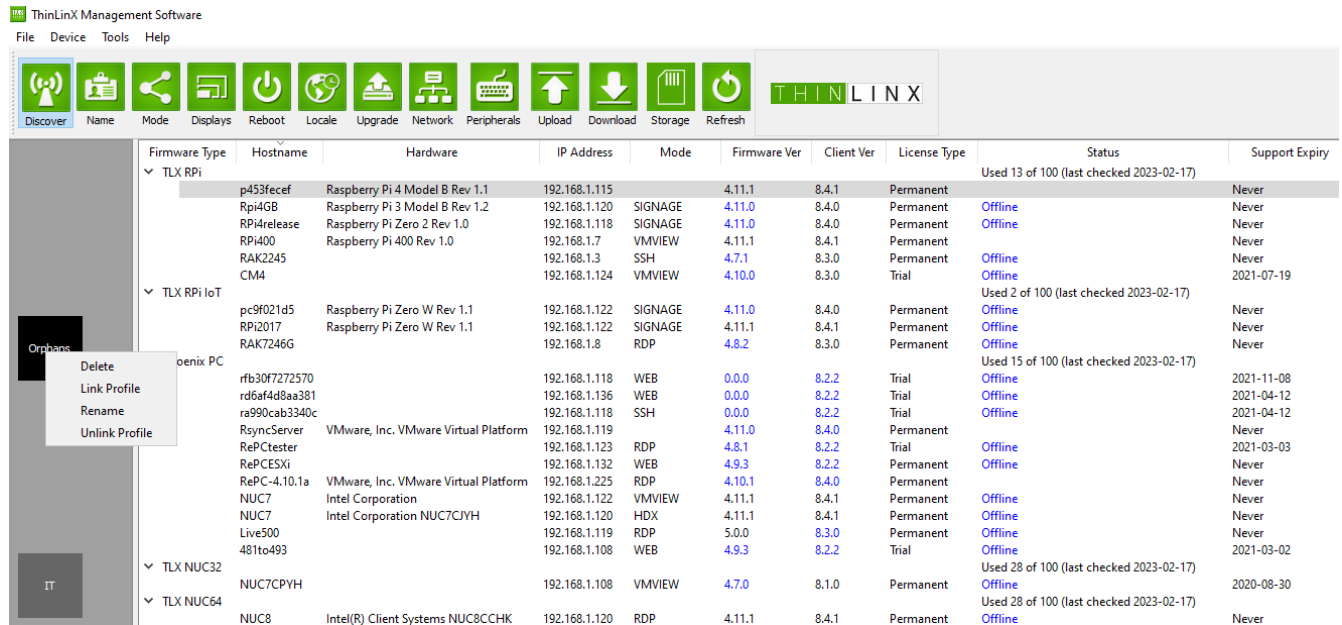 ThinLinX Management Software
File Device Tools Help
Discover Name Mode Displays Reboot Locale Upgrade Network Peripherals Upload Download Storage Refresh
THINLINX
Firmware Type Hostname Hardware IP Address Mode Firmware Ver Client Ver License Type Status Support Expiry
TLX RPi Used 13 of 100 (last checked 2023-02-17)
p453fecef Raspberry Pi 4 Model B Rev 1.1 192.168.1.115 4.11.1 8.4.1 Permanent Never
Rpi4GB Raspberry Pi 3 Model B Rev 1.2 192.168.1.120 SIGNAGE 4.11.0 8.4.0 Permanent Offline Never
RPi4release Raspberry Pi Zero 2 Rev 1.0 192.168.1.118 SIGNAGE 4.11.0 8.4.0 Permanent Offline Never
RPi400 Raspberry Pi 400 Rev 1.0 192.168.1.7 VMVIEW 4.11.1 8.4.1 Permanent Never
RAK2245 192.168.1.3 SSH 4.7.1 8.3.0 Permanent Offline Never
CM4 192.168.1.124 VMVIEW 4.10.0 8.3.0 Trial Offline 2021-07-19
TLX RPi IoT Used 2 of 100 (last checked 2023-02-17)
pc9f021d5 Raspberry Pi Zero W Rev 1.1 192.168.1.122 SIGNAGE 4.11.0 8.4.0 Permanent Offline Never
RPi2017 Raspberry Pi Zero W Rev 1.1 192.168.1.122 SIGNAGE 4.11.1 8.4.1 Permanent Offline Never
RAK7246G 192.168.1.8 RDP 4.8.2 8.3.0 Permanent Offline Never
Orphans
Delete
Link Profile
Rename
Unlink Profile
oenix PC Used 15 of 100 (last checked 2023-02-17)
rfb30f7272570 192.168.1.118 WEB 0.0.0 8.2.2 Trial Offline 2021-11-08
rd6af4d8aa381 192.168.1.136 WEB 0.0.0 8.2.2 Trial Offline 2021-04-12
ra990cab3340c 192.168.1.118 SSH 0.0.0 8.2.2 Trial Offline 2021-04-12
RsyncServer VMware, Inc. VMware Virtual Platform 192.168.1.119 4.11.0 8.4.0 Permanent Never
RePCtester 192.168.1.123 RDP 4.8.1 8.2.2 Trial Offline 2021-03-03
RePCESXi 192.168.1.132 WEB 4.9.3 8.2.2 Permanent Offline Never
RePC-4.10.1a VMware, Inc. VMware Virtual Platform 192.168.1.225 RDP 4.10.1 8.4.0 Permanent Never
NUC7 Intel Corporation 192.168.1.122 VMVIEW 4.11.1 8.4.1 Permanent Offline Never
NUC7 Intel Corporation NUC7CJYH 192.168.1.120 HDX 4.11.1 8.4.1 Permanent Offline Never
Live500 192.168.1.119 RDP 5.0.0 8.3.0 Permanent Offline Never
481to493 192.168.1.108 WEB 4.9.3 8.2.2 Trial Offline 2021-03-02
IT
TLX NUC32 Used 28 of 100 (last checked 2023-02-17)
NUC7CPYH 192.168.1.108 VMVIEW 4.7.0 8.1.0 Permanent Offline 2020-08-30
TLX NUC64 Used 28 of 100 (last checked 2023-02-17)
NUC8 Intel(R) Client Systems NUC8CCHK 192.168.1.120 RDP 4.11.1 8.4.1 Permanent Offline Never